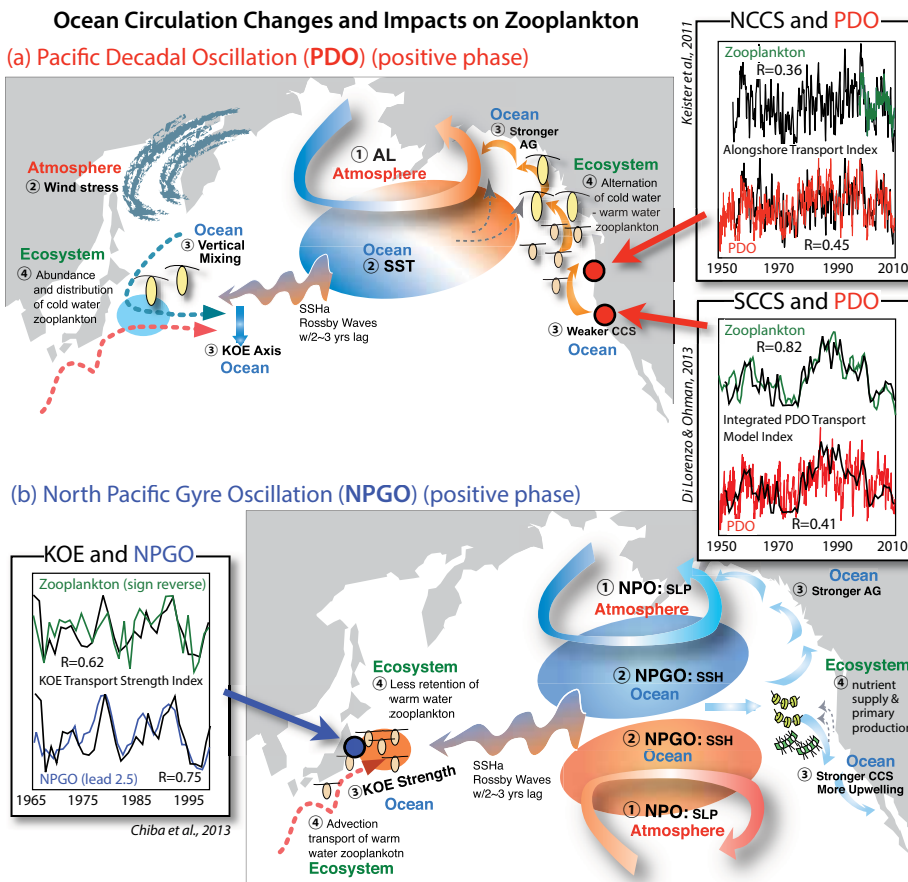 Ocean Circulation Changes and Impacts on Zooplankton
(a) Pacific Decadal Oscillation (PDO) (positive phase)
Atmosphere
② Wind stress
Ecosystem
④ Abundance
and distribution
of cold water
zooplankton
Ocean
③ Vertical
Mixing
③ KOE Axis
Ocean
SSHa
Rossby Waves
w/2~3 yrs lag
① AL
Atmosphere
Ocean
② SST
Ocean
③ Stronger
AG
Ecosystem
④ Alternation
of cold water
- warm water
zooplankton
③ Weaker CCS
Ocean
NCCS and PDO
Keister et al., 2011
Zooplankton
R=0.36
Alongshore Transport Index
PDO
R=0.45
1950 1970 1990 2010
SCCS and PDO
Di Lorenzo & Ohman, 2013
Zooplankton
R=0.82
Integrated PDO Transport
Model Index
PDO
R=0.41
1950 1970 1990 2010
(b) North Pacific Gyre Oscillation (NPGO) (positive phase)
KOE and NPGO
Zooplankton (sign reverse)
R=0.62
KOE Transport Strength Index
NPGO (lead 2.5)
R=0.75
1965 1975 1985 1995
Chiba et al., 2013
Ecosystem
④ Less retention of
warm water
zooplankton
③ KOE Strength
Ocean
④ Advection
transport of warm
water zooplankotn
Ecosystem
SSHa
Rossby Waves
w/2~3 yrs lag
① NPO: SLP
Atmosphere
② NPGO: SSH
Ocean
② NPGO: SSH
Ocean
① NPO: SLP
Atmosphere
Ocean
③ Stronger AG
Ecosystem
④ nutrient
supply &
primary
production
Ocean
③ Stronger CCS
More Upwelling